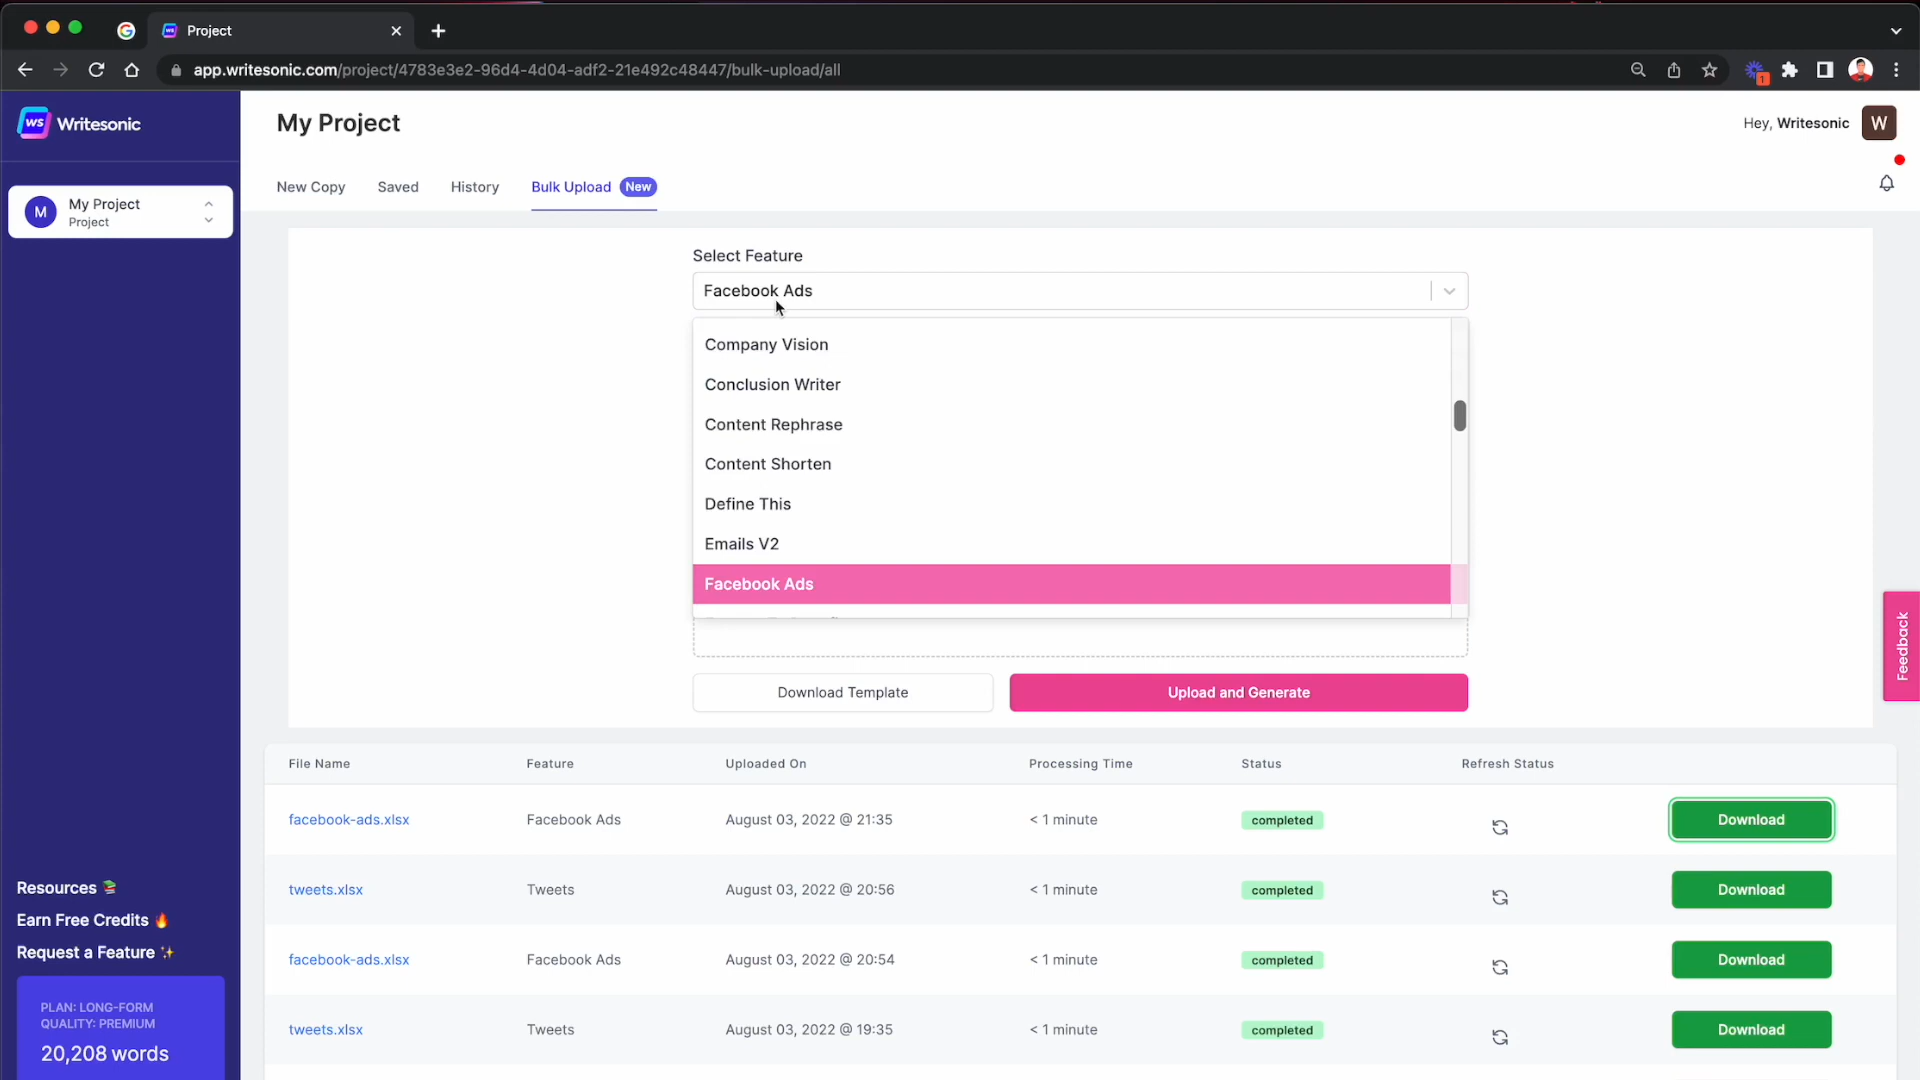 Project
app.writesonic.com/project/4783e3e2-96d4-4d04-adf2-21e492c48447/bulk-upload/all
1
WS Writesonic
My Project
Hey, Writesonic W
New Copy Saved History Bulk Upload New
M My Project
Project
Select Feature
Facebook Ads
Company Vision
Conclusion Writer
Content Rephrase
Content Shorten
Define This
Emails V2
Facebook Ads
Feedback
Download Template Upload and Generate
File Name Feature Uploaded On Processing Time Status Refresh Status
facebook-ads.xlsx Facebook Ads August 03, 2022 @ 21:35 < 1 minute completed Download
tweets.xlsx Tweets August 03, 2022 @ 20:56 < 1 minute completed Download
facebook-ads.xlsx Facebook Ads August 03, 2022 @ 20:54 < 1 minute completed Download
tweets.xlsx Tweets August 03, 2022 @ 19:35 < 1 minute completed Download
Resources
Earn Free Credits
Request a Feature
PLAN: LONG-FORM
QUALITY: PREMIUM
20,208 words